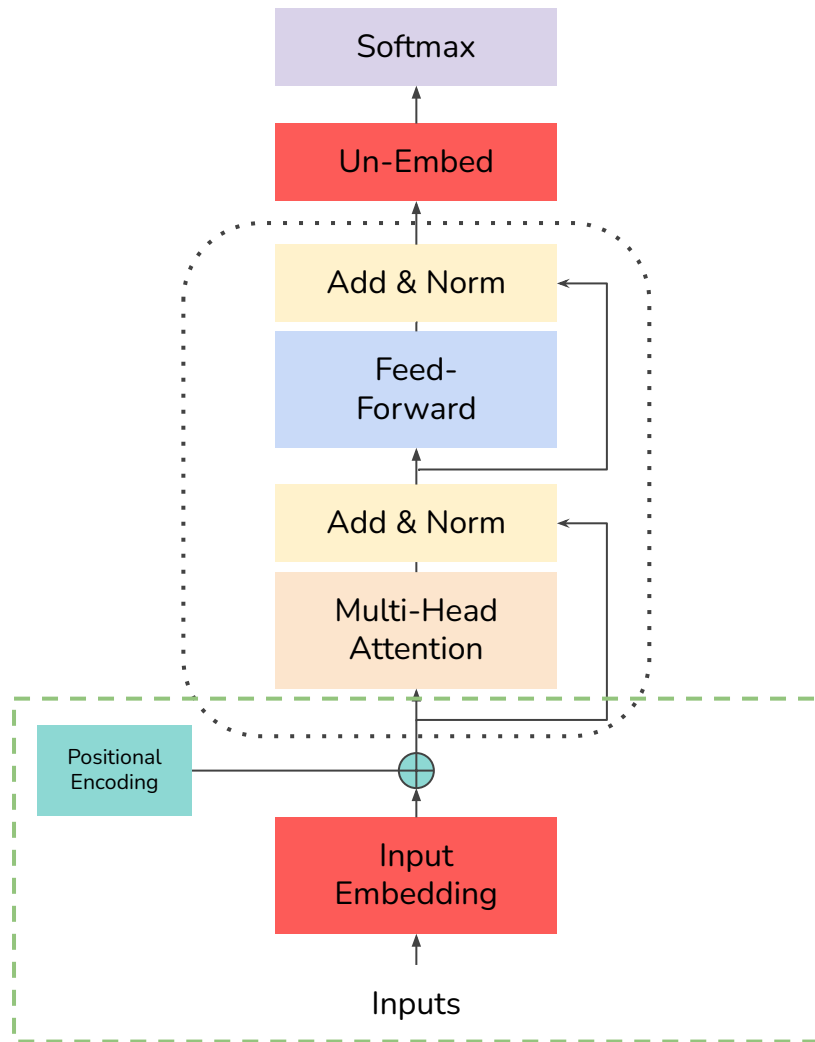 Softmax
Un-Embed
Add & Norm
Feed-
Forward
Add & Norm
Multi-Head
Attention
Positional
Encoding
Input
Embedding
Inputs